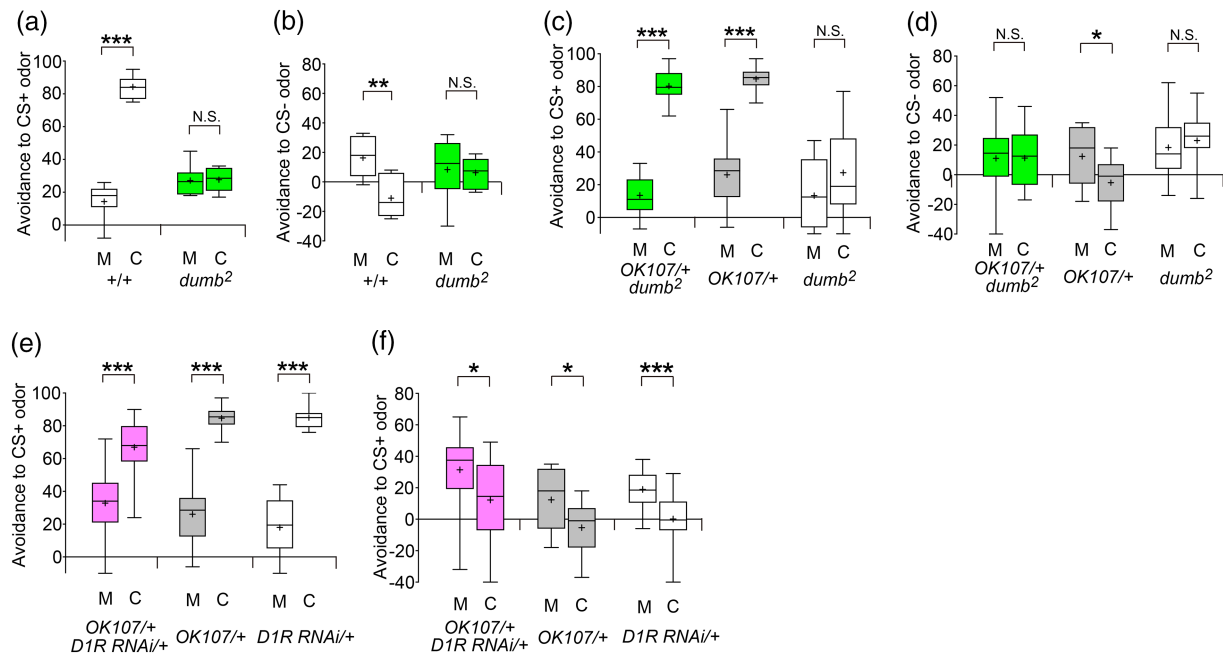 (a)
***
N.S.
Avoidance to CS+ odor
100
80
60
40
20
0
M C M C
+/+ dumb²
(b)
**
N.S.
Avoidance to CS- odor
80
60
40
20
0
-20
-40
M C M C
+/+ dumb²
(c)
*** *** N.S.
Avoidance to CS+ odor
100
80
60
40
20
0
M C M C M C
OK107/+ OK107/+ dumb²
dumb²
(d)
N.S. * N.S.
Avoidance to CS- odor
80
60
40
20
0
-20
-40
M C M C M C
OK107/+ OK107/+ dumb²
dumb²
(e)
*** *** ***
Avoidance to CS+ odor
100
80
60
40
20
0
M C M C M C
OK107/+ OK107/+ D1R RNAi/+
D1R RNAi/+
(f)
* * ***
Avoidance to CS+ odor
80
60
40
20
0
-20
-40
M C M C M C
OK107/+ OK107/+ D1R RNAi/+
D1R RNAi/+